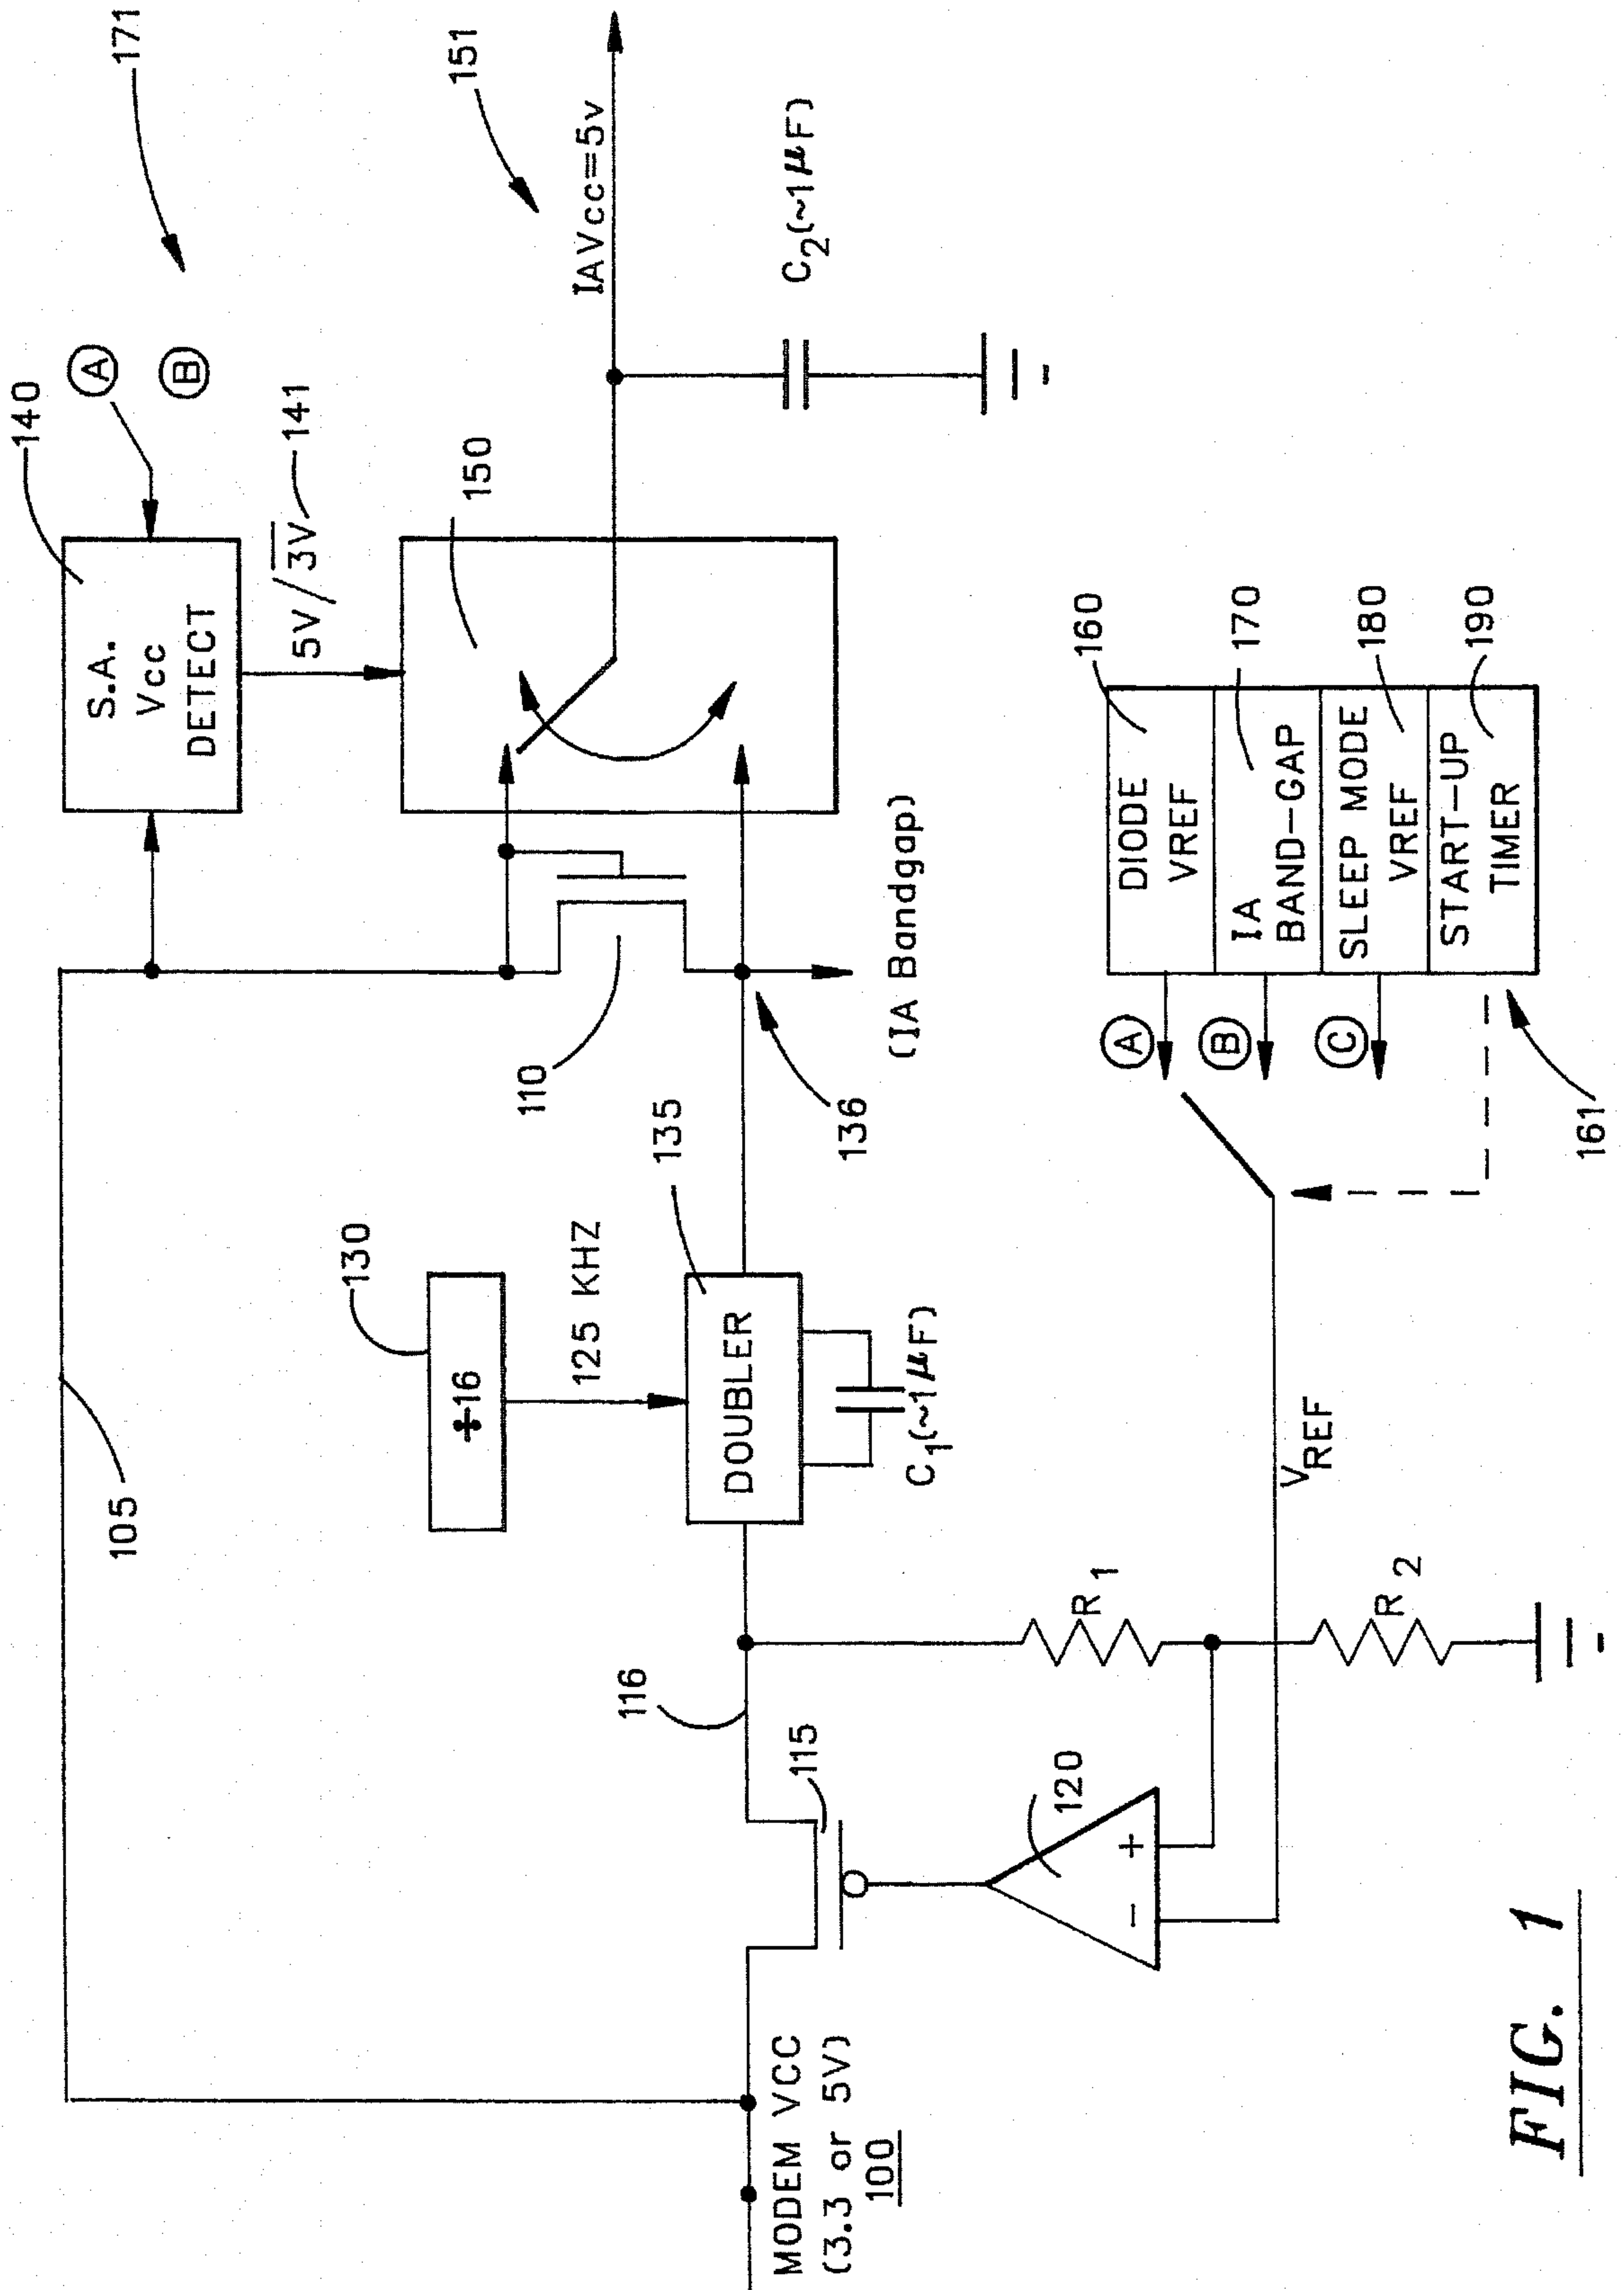 171
140
S.A.
Vcc
DETECT
A
B
5V/3̅V̅
141
151
IAVcc=5v
C2(~1μF)
150
105
130
÷16
125 KHZ
110
135
DOUBLER
C1(~1μF)
136
(IA Bandgap)
116
115
120
+
−
R1
R2
VREF
MODEM VCC
(3.3 or 5V)
100
160
DIODE
VREF
170
IA
BAND-GAP
180
SLEEP MODE
VREF
190
START-UP
TIMER
A
B
C
161
FIG. 1